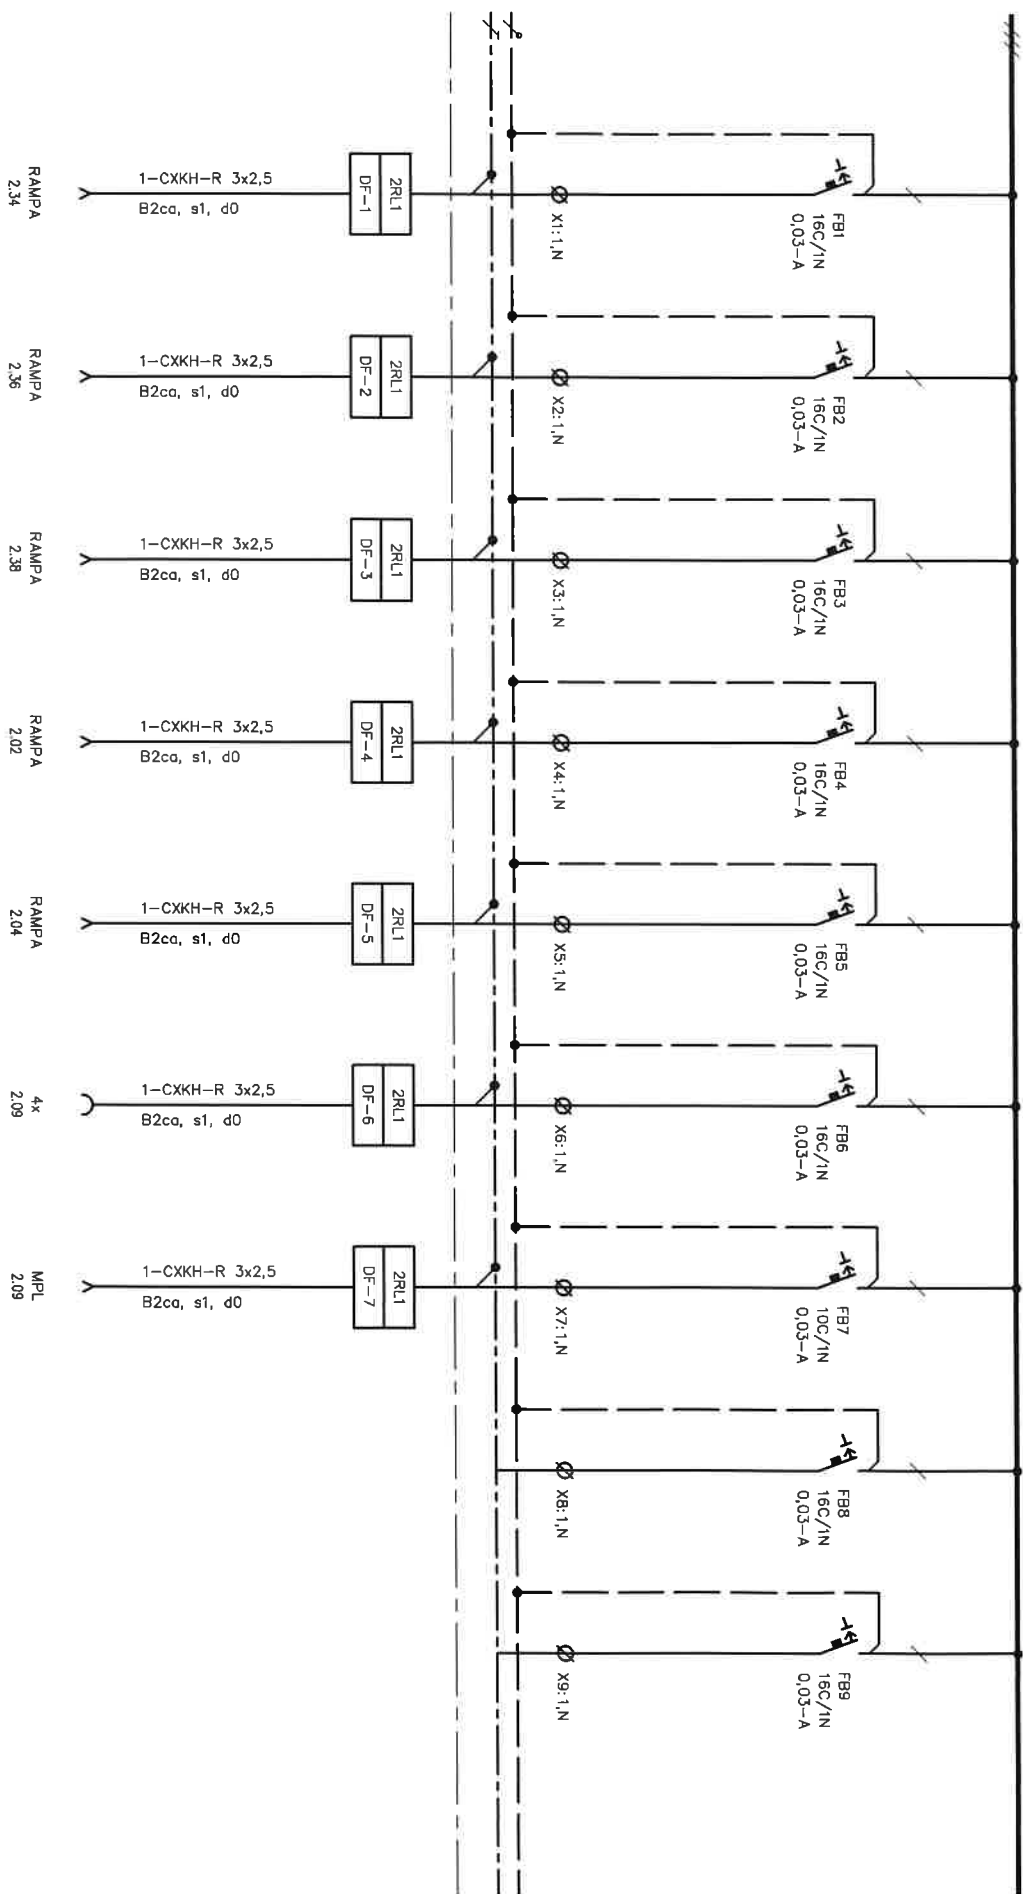 FB1
16C/1N
0,03-A
X1:1,N
2RL1
DF-1
1-CXKH-R 3x2,5
B2ca, s1, d0
RAMPA
2.34
FB2
16C/1N
0,03-A
X2:1,N
2RL1
DF-2
1-CXKH-R 3x2,5
B2ca, s1, d0
RAMPA
2.36
FB3
16C/1N
0,03-A
X3:1,N
2RL1
DF-3
1-CXKH-R 3x2,5
B2ca, s1, d0
RAMPA
2.38
FB4
16C/1N
0,03-A
X4:1,N
2RL1
DF-4
1-CXKH-R 3x2,5
B2ca, s1, d0
RAMPA
2.02
FB5
16C/1N
0,03-A
X5:1,N
2RL1
DF-5
1-CXKH-R 3x2,5
B2ca, s1, d0
RAMPA
2.04
FB6
16C/1N
0,03-A
X6:1,N
2RL1
DF-6
1-CXKH-R 3x2,5
B2ca, s1, d0
4x
2.09
FB7
10C/1N
0,03-A
X7:1,N
2RL1
DF-7
1-CXKH-R 3x2,5
B2ca, s1, d0
MPL
2.09
FB8
16C/1N
0,03-A
X8:1,N
FB9
16C/1N
0,03-A
X9:1,N